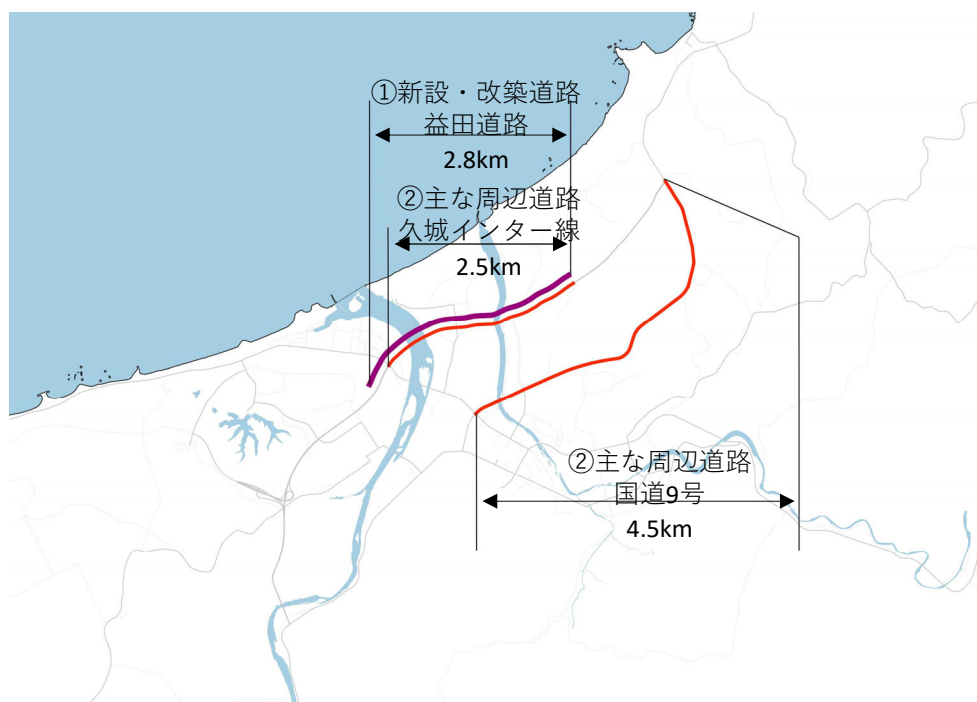 ①新設・改築道路
益田道路
2.8km
②主な周辺道路
久城インター線
2.5km
②主な周辺道路
国道9号
4.5km